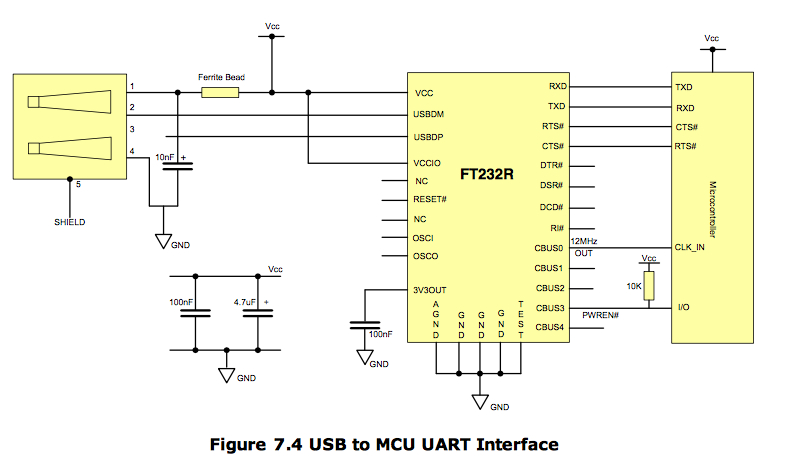 Vcc
Vcc
Ferrite Bead
1
2
3
4
5
SHIELD
10nF +
GND
VCC
USBDM
USBDP
VCCIO
NC
RESET#
NC
OSCI
OSCO
3V3OUT
FT232R
RXD
TXD
RTS#
CTS#
DTR#
DSR#
DCD#
RI#
CBUS0
CBUS1
CBUS2
CBUS3
CBUS4
AGND
GND
GND
GND
TEST
12MHz
OUT
Vcc
10K
PWREN#
TXD
RXD
CTS#
RTS#
Microcontroller
CLK_IN
I/O
Vcc
100nF
4.7uF +
GND
100nF
GND
GND
Figure 7.4 USB to MCU UART Interface